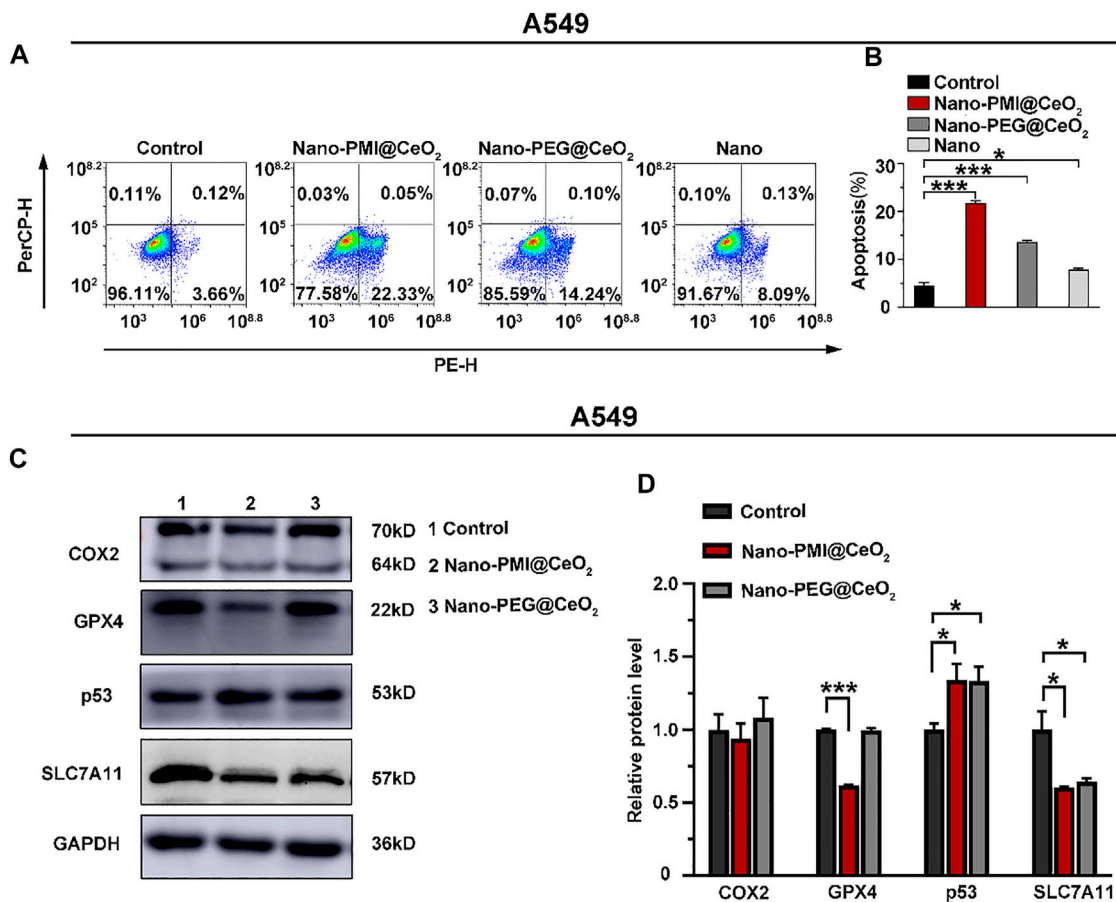 A549
A
B
Control
Nano-PMI@CeO₂
Nano-PEG@CeO₂
Nano
Control Nano-PMI@CeO₂ Nano-PEG@CeO₂ Nano
10^8.2 10^8.2 10^8.2 10^8.2
0.11% 0.12% 0.03% 0.05% 0.07% 0.10% 0.10% 0.13%
10^5 10^5 10^5 10^5
10^2 10^2 10^2 10^2
96.11% 3.66% 77.58% 22.33% 85.59% 14.24% 91.67% 8.09%
10^3 10^6 10^8.8 10^3 10^6 10^8.8 10^3 10^6 10^8.8 10^3 10^6 10^8.8
PerCP-H
PE-H
Apoptosis(%)
30
20
10
0
*
***
***
A549
C
1 2 3
COX2 70kD 1 Control
64kD 2 Nano-PMI@CeO₂
GPX4 22kD 3 Nano-PEG@CeO₂
p53 53kD
SLC7A11 57kD
GAPDH 36kD
D
Control
Nano-PMI@CeO₂
Nano-PEG@CeO₂
Relative protein level
2.0
1.5
1.0
0.5
0
***
*
*
*
*
COX2 GPX4 p53 SLC7A11